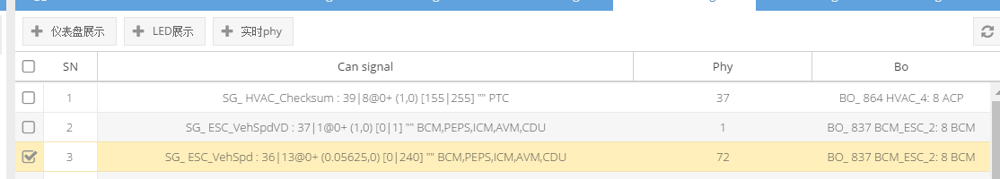 仪表盘展示 LED展示 实时phy
SN Can signal Phy Bo
1 SG_ HVAC_Checksum : 39|8@0+ (1,0) [155|255] "" PTC 37 BO_ 864 HVAC_4: 8 ACP
2 SG_ ESC_VehSpdVD : 37|1@0+ (1,0) [0|1] "" BCM,PEPS,ICM,AVM,CDU 1 BO_ 837 BCM_ESC_2: 8 BCM
3 SG_ ESC_VehSpd : 36|13@0+ (0.05625,0) [0|240] "" BCM,PEPS,ICM,AVM,CDU 72 BO_ 837 BCM_ESC_2: 8 BCM